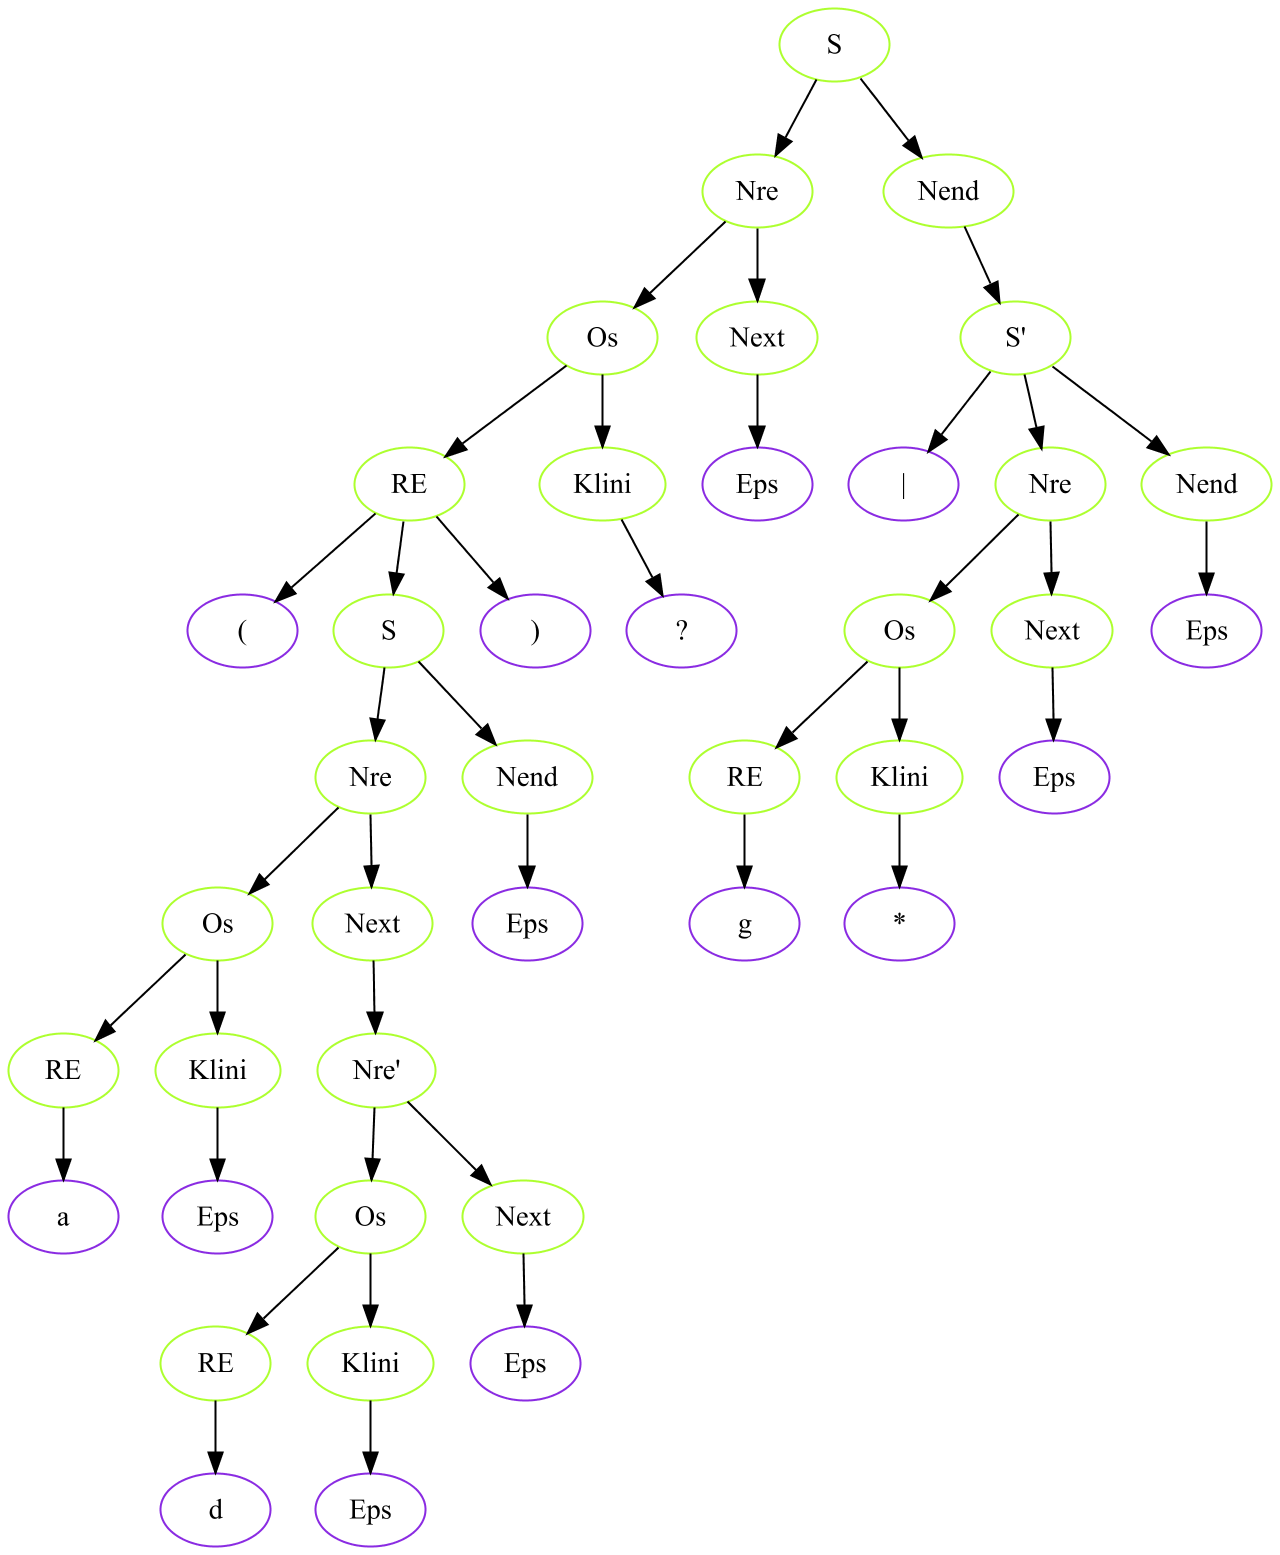 S
Nre Nend
Os Next S'
RE Klini Eps | Nre Nend
( S ) ? Os Next Eps
Nre Nend RE Klini Eps
Os Next Eps g *
RE Klini Nre'
a Eps Os Next
RE Klini Eps
d Eps